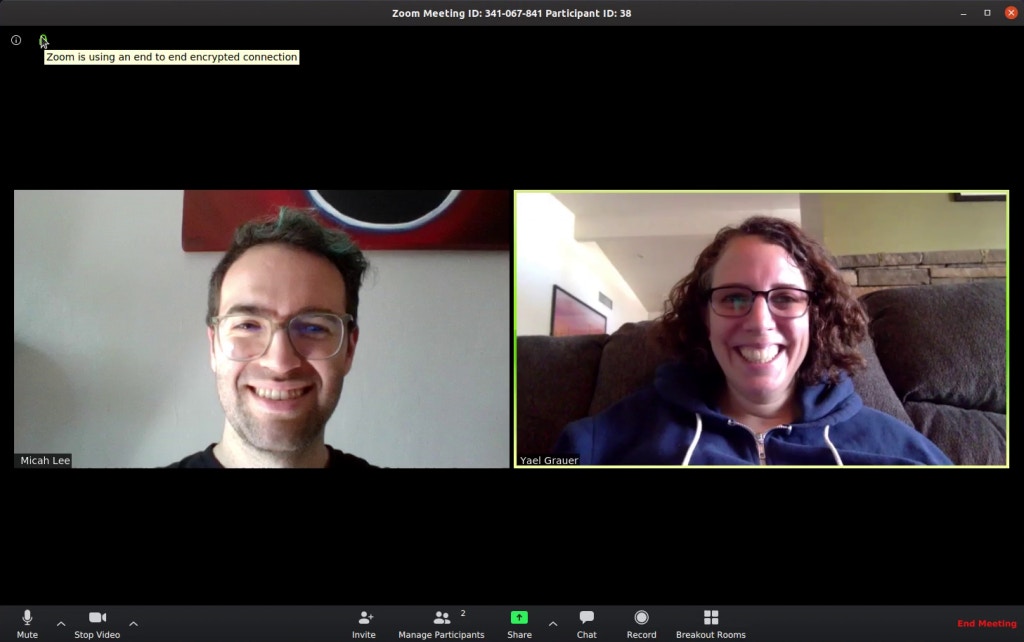 Zoom Meeting ID: 341-067-841 Participant ID: 38
Zoom is using an end to end encrypted connection
Micah Lee
Yael Grauer
Mute
Stop Video
Invite
2
Manage Participants
Share
Chat
Record
Breakout Rooms
End Meeting